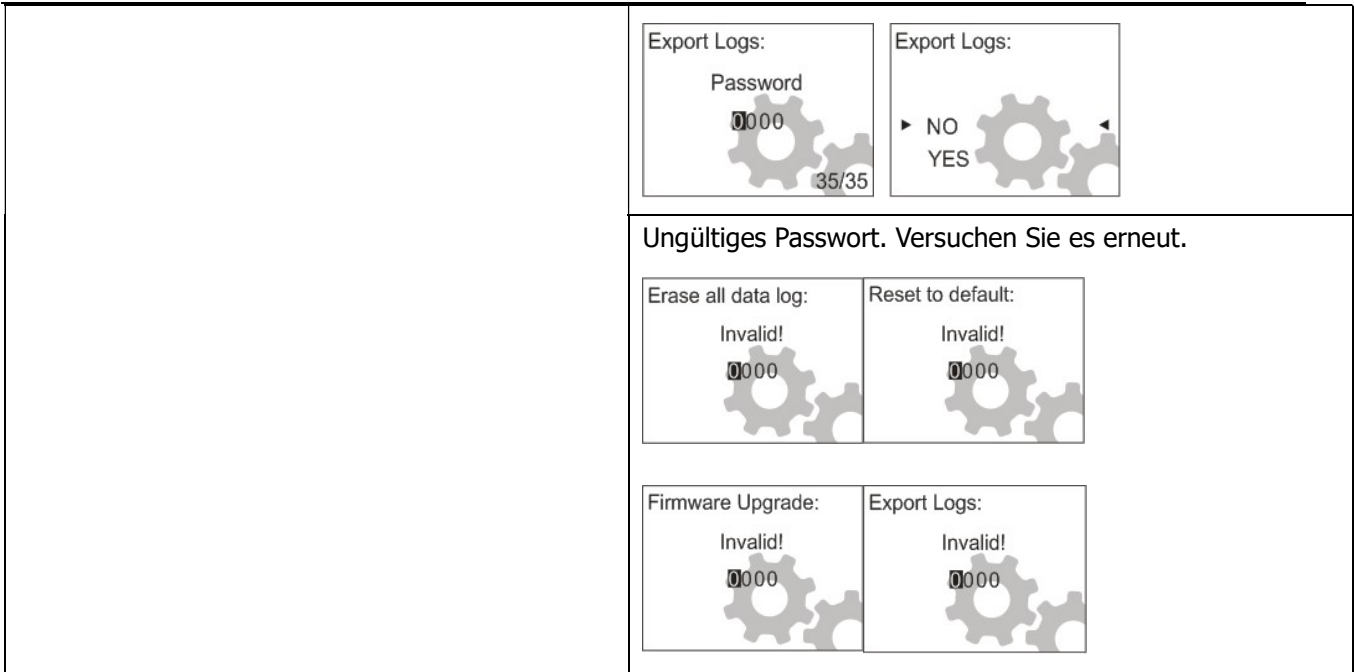 Export Logs:
Password
0000
35/35
Export Logs:
► NO ◄
YES
Ungültiges Passwort. Versuchen Sie es erneut.
Erase all data log:
Invalid!
0000
Reset to default:
Invalid!
0000
Firmware Upgrade:
Invalid!
0000
Export Logs:
Invalid!
0000